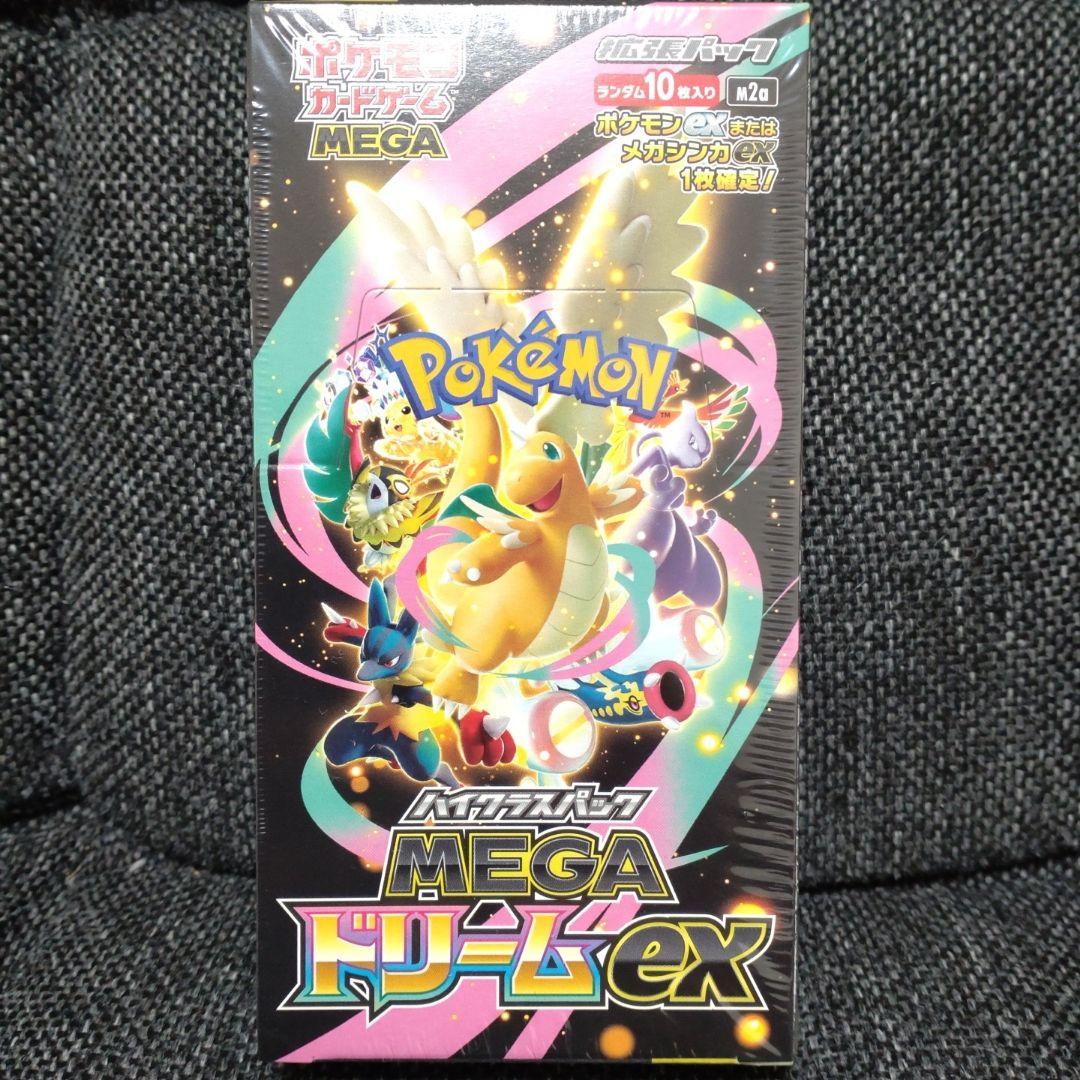 ポケモン
カードゲーム™
MEGA
拡張パック
ランダム10枚入り M2a
ポケモンexまたは
メガシンカex
1枚確定!
POKéMON™
ハイクラスパック
MEGA
ドリームex